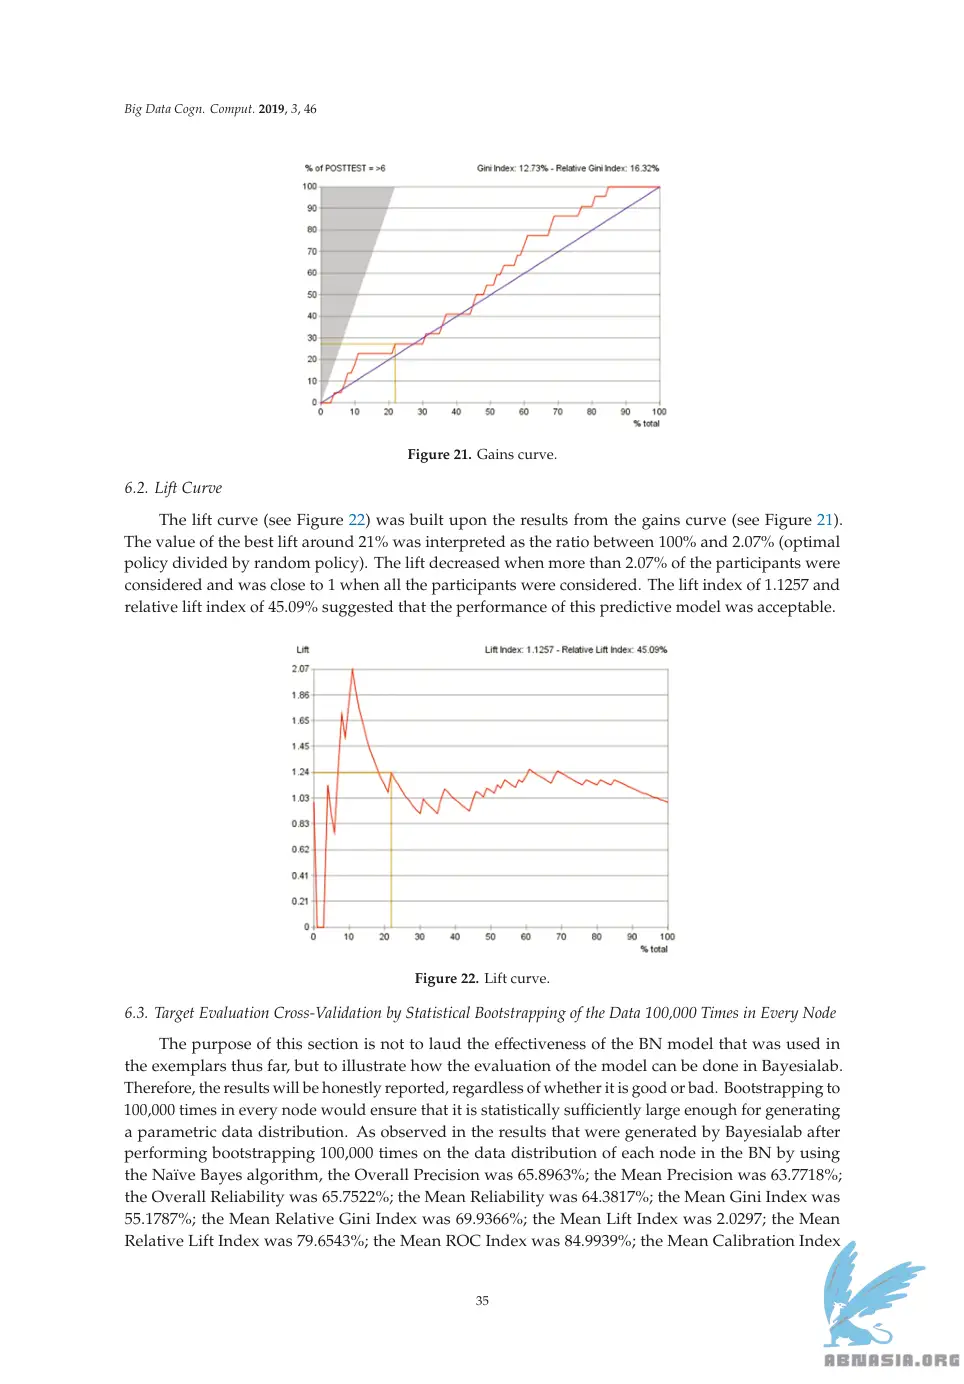 Big Data Cogn. Comput. 2019, 3, 46
% of POSTTEST = >6 Gini Index: 12.73% - Relative Gini Index: 16.32%
100
90
80
70
60
50
40
30
20
10
0
0 10 20 30 40 50 60 70 80 90 100
% total
Figure 21. Gains curve.
6.2. Lift Curve
The lift curve (see Figure 22) was built upon the results from the gains curve (see Figure 21).
The value of the best lift around 21% was interpreted as the ratio between 100% and 2.07% (optimal
policy divided by random policy). The lift decreased when more than 2.07% of the participants were
considered and was close to 1 when all the participants were considered. The lift index of 1.1257 and
relative lift index of 45.09% suggested that the performance of this predictive model was acceptable.
Lift Lift Index: 1.1257 - Relative Lift Index: 45.09%
2.07
1.86
1.65
1.45
1.24
1.03
0.83
0.62
0.41
0.21
0
0 10 20 30 40 50 60 70 80 90 100
% total
Figure 22. Lift curve.
6.3. Target Evaluation Cross-Validation by Statistical Bootstrapping of the Data 100,000 Times in Every Node
The purpose of this section is not to laud the effectiveness of the BN model that was used in
the exemplars thus far, but to illustrate how the evaluation of the model can be done in Bayesialab.
Therefore, the results will be honestly reported, regardless of whether it is good or bad. Bootstrapping to
100,000 times in every node would ensure that it is statistically sufficiently large enough for generating
a parametric data distribution. As observed in the results that were generated by Bayesialab after
performing bootstrapping 100,000 times on the data distribution of each node in the BN by using
the Naïve Bayes algorithm, the Overall Precision was 65.8963%; the Mean Precision was 63.7718%;
the Overall Reliability was 65.7522%; the Mean Reliability was 64.3817%; the Mean Gini Index was
55.1787%; the Mean Relative Gini Index was 69.9366%; the Mean Lift Index was 2.0297; the Mean
Relative Lift Index was 79.6543%; the Mean ROC Index was 84.9939%; the Mean Calibration Index
35
ABNASIA.ORG